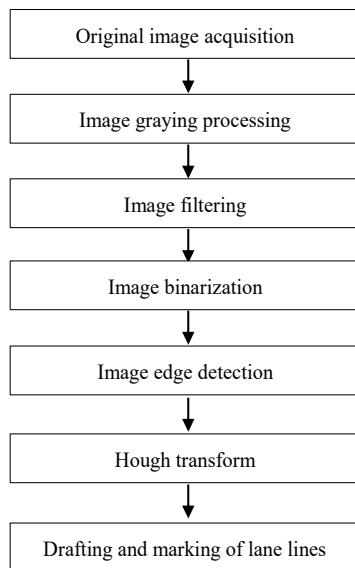 Original image acquisition
Image graying processing
Image filtering
Image binarization
Image edge detection
Hough transform
Drafting and marking of lane lines